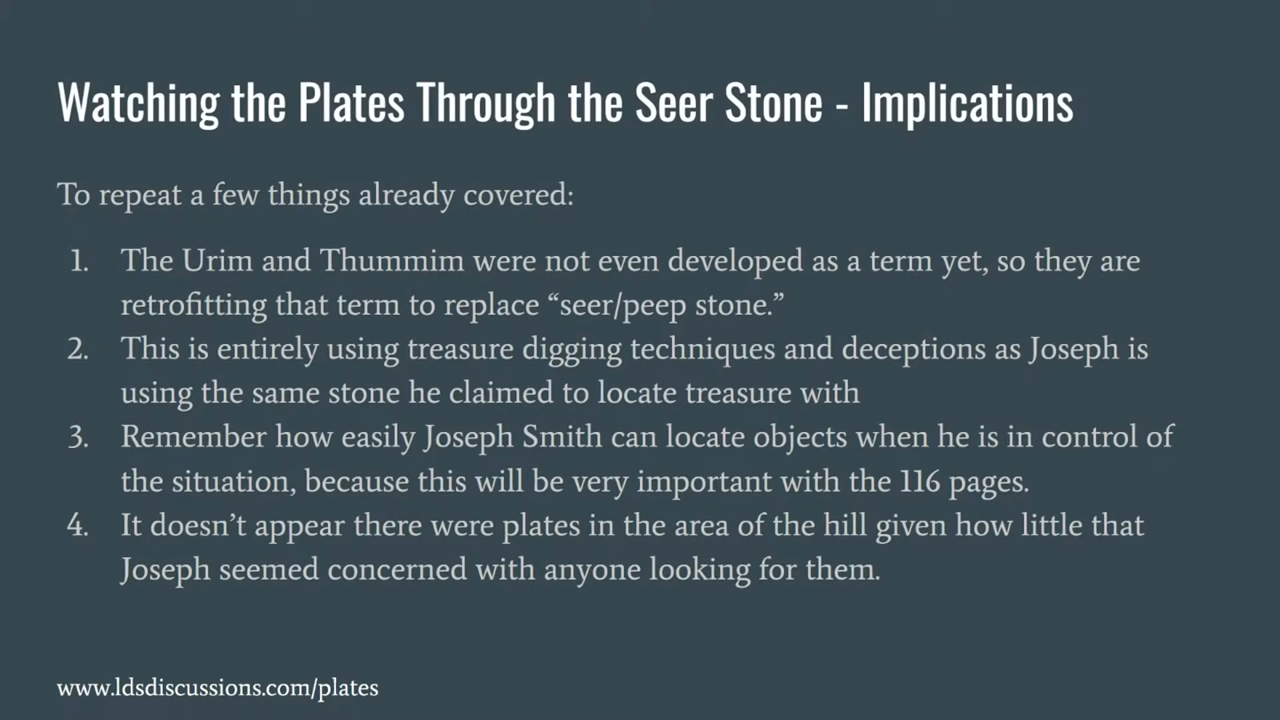 Watching the Plates Through the Seer Stone - Implications
To repeat a few things already covered:
1. The Urim and Thummim were not even developed as a term yet, so they are
retrofitting that term to replace “seer/peep stone.”
2. This is entirely using treasure digging techniques and deceptions as Joseph is
using the same stone he claimed to locate treasure with
3. Remember how easily Joseph Smith can locate objects when he is in control of
the situation, because this will be very important with the 116 pages.
4. It doesn’t appear there were plates in the area of the hill given how little that
Joseph seemed concerned with anyone looking for them.
www.ldsdiscussions.com/plates